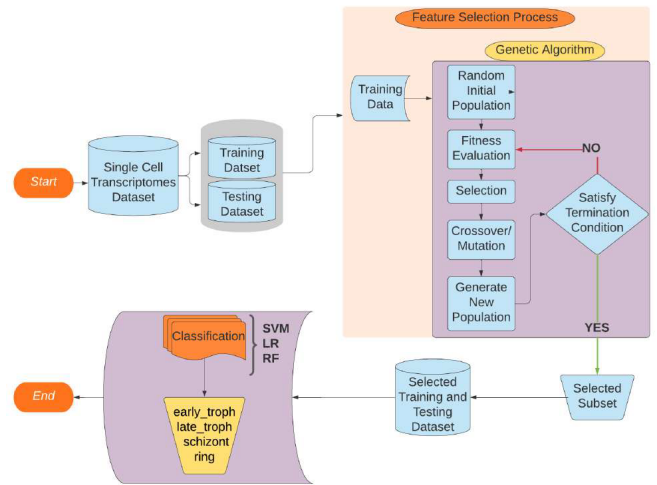 Feature Selection Process
Genetic Algorithm
Start
Single Cell
Transcriptomes
Dataset
Training
Datset
Testing
Dataset
Training
Data
Random
Initial
Population
Fitness
Evaluation
Selection
Crossover/
Mutation
Generate
New
Population
NO
Satisfy
Termination
Condition
YES
Selected
Subset
Selected
Training and
Testing
Dataset
Classification
SVM
LR
RF
early_troph
late_troph
schizont
ring
End